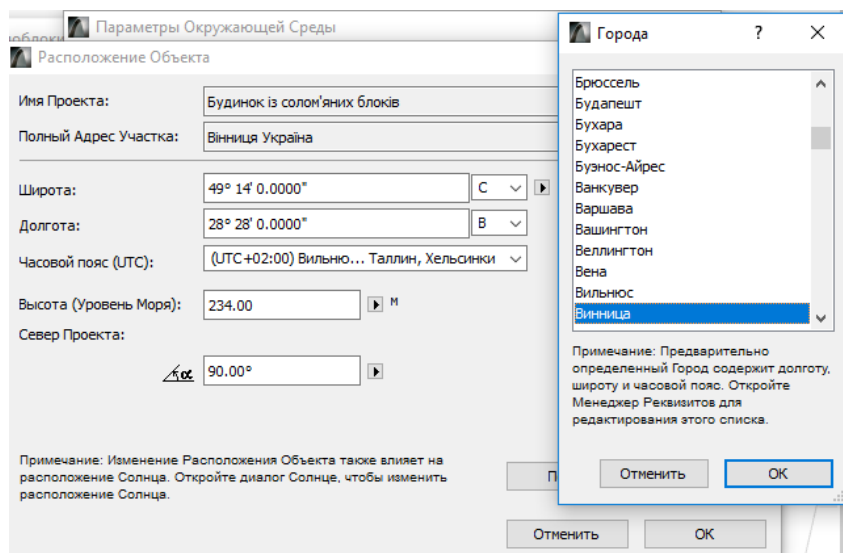 Параметры Окружающей Среды
Расположение Объекта
Имя Проекта: Будинок із солом'яних блоків
Полный Адрес Участка: Вінниця Україна
Широта: 49° 14' 0.0000" С
Долгота: 28° 28' 0.0000" В
Часовой пояс (UTC): (UTC+02:00) Вильню... Таллин, Хельсинки
Высота (Уровень Моря): 234.00 м
Север Проекта:
α 90.00°
Примечание: Изменение Расположения Объекта также влияет на
расположение Солнца. Откройте диалог Солнце, чтобы изменить
расположение Солнца.
Отменить OK
Города ? X
Брюссель
Будапешт
Бухара
Бухарест
Буэнос-Айрес
Ванкувер
Варшава
Вашингтон
Веллингтон
Вена
Вильнюс
Винница
Примечание: Предварительно
определенный Город содержит долготу,
широту и часовой пояс. Откройте
Менеджер Реквизитов для
редактирования этого списка.
Отменить OK